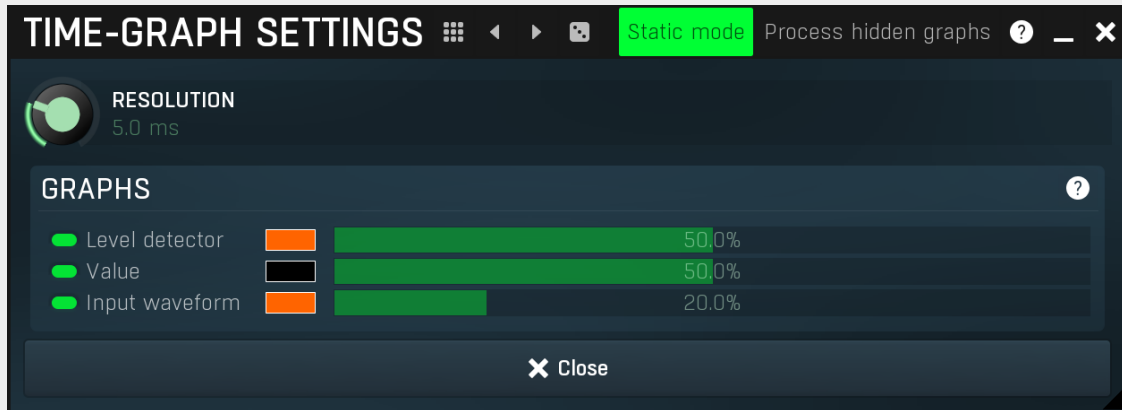 TIME-GRAPH SETTINGS Static mode Process hidden graphs ?
RESOLUTION
5.0 ms
GRAPHS ?
Level detector 50.0%
Value 50.0%
Input waveform 20.0%
Close